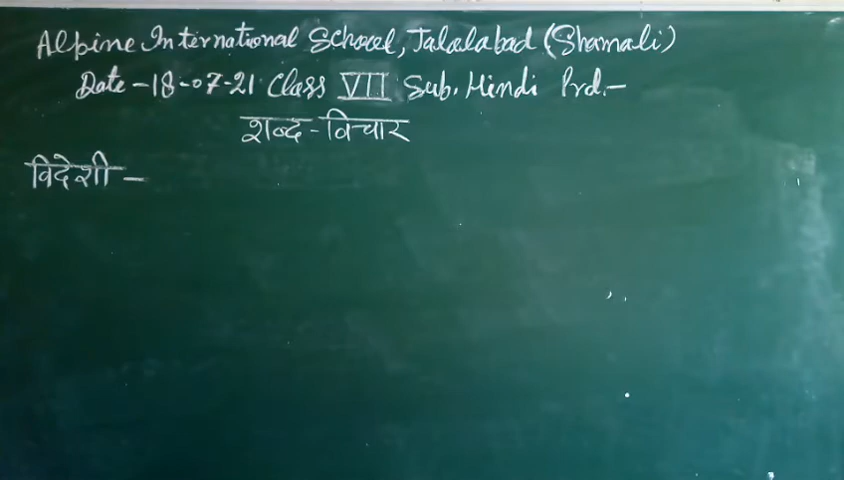 Alpine International School, Jalalabad (Shamali)
Date -18-07-21 Class VII Sub. Hindi Prd.-
शब्द - विचार
विदेशी -